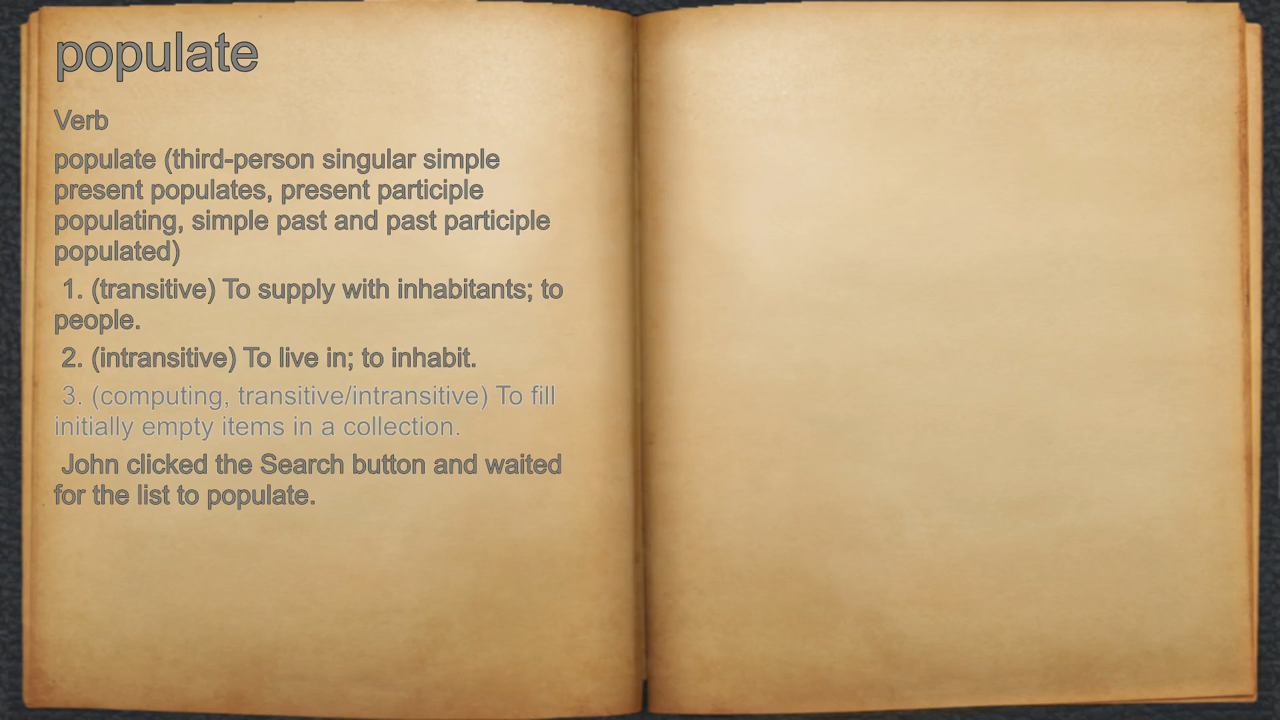 populate
Verb
populate (third-person singular simple
present populates, present participle
populating, simple past and past participle
populated)
1. (transitive) To supply with inhabitants; to
people.
2. (intransitive) To live in; to inhabit.
3. (computing, transitive/intransitive) To fill
initially empty items in a collection.
John clicked the Search button and waited
for the list to populate.